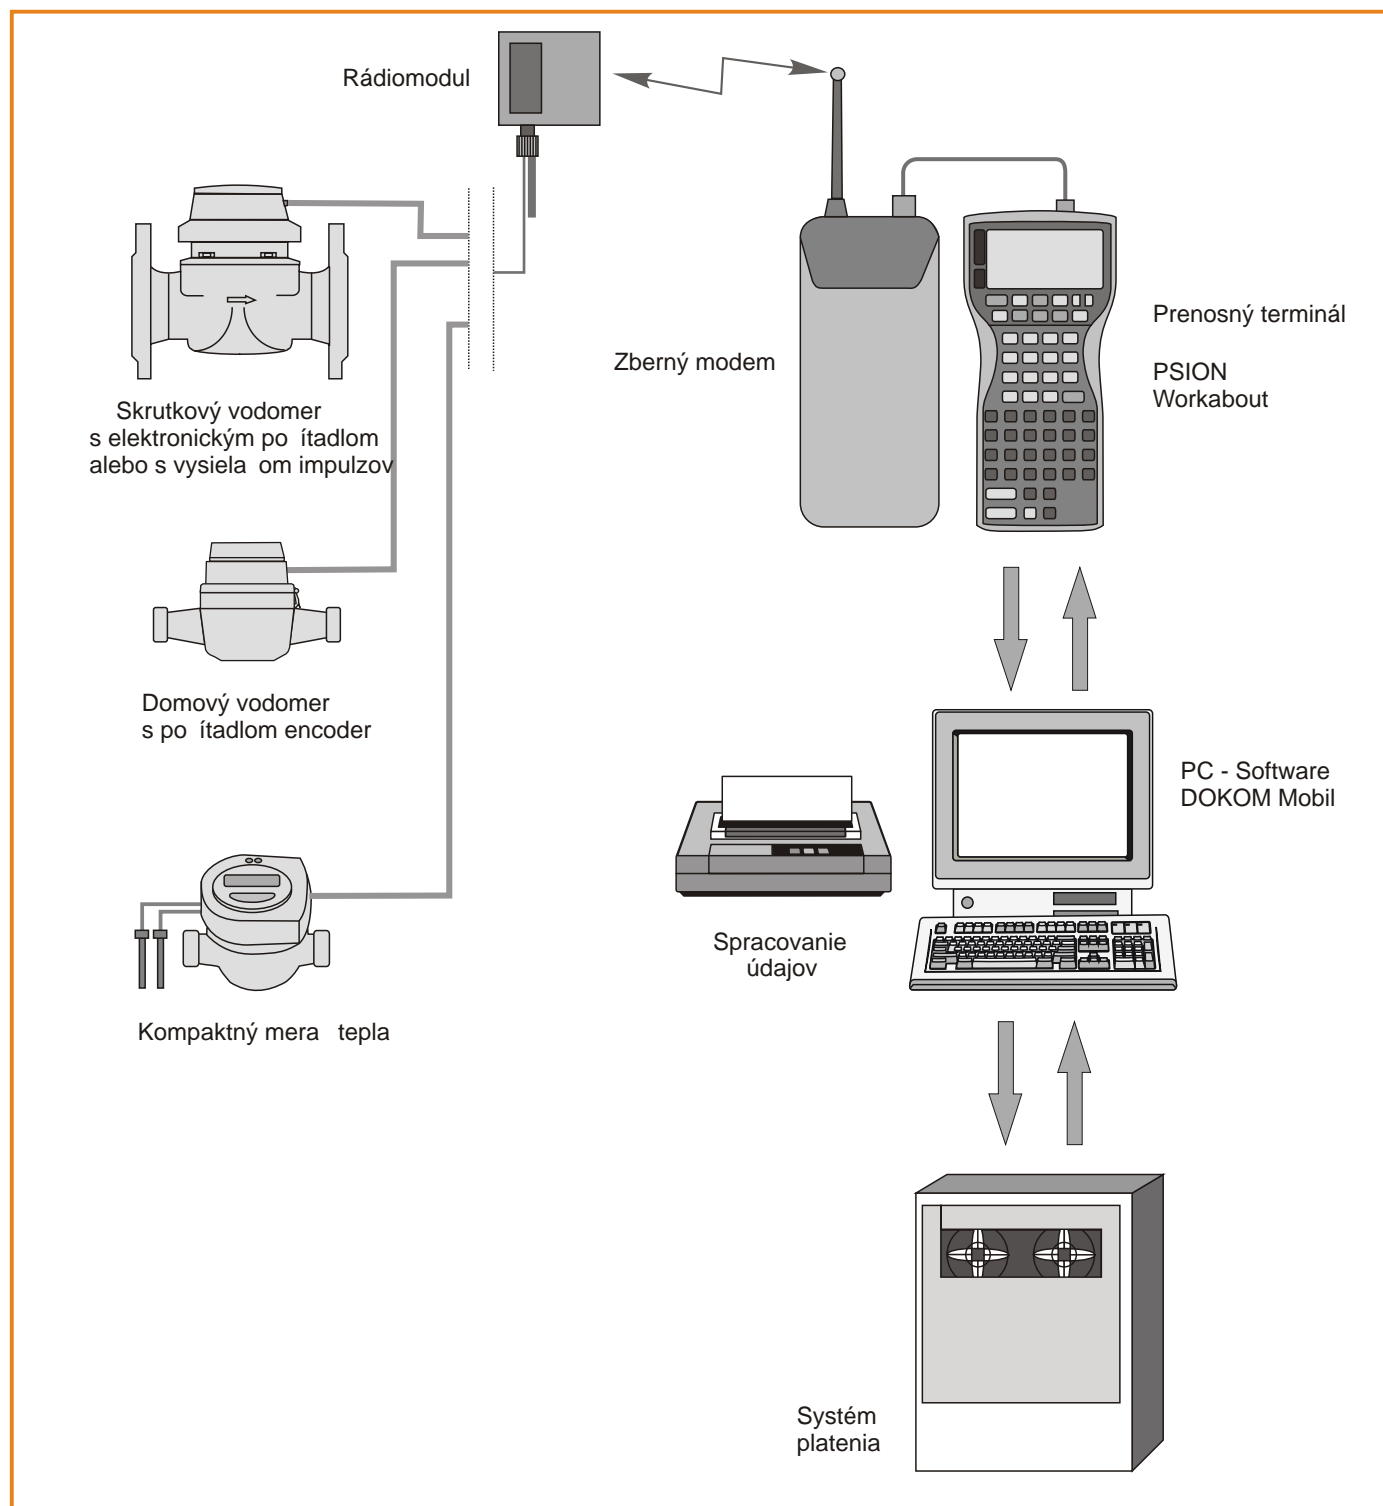 Rádiomodul
Skrutkový vodomer
s elektronickým po ítadlom
alebo s vysiela om impulzov
Domový vodomer
s po ítadlom encoder
Kompaktný mera tepla
Zberný modem
Prenosný terminál
PSION
Workabout
PC - Software
DOKOM Mobil
Spracovanie
údajov
Systém
platenia